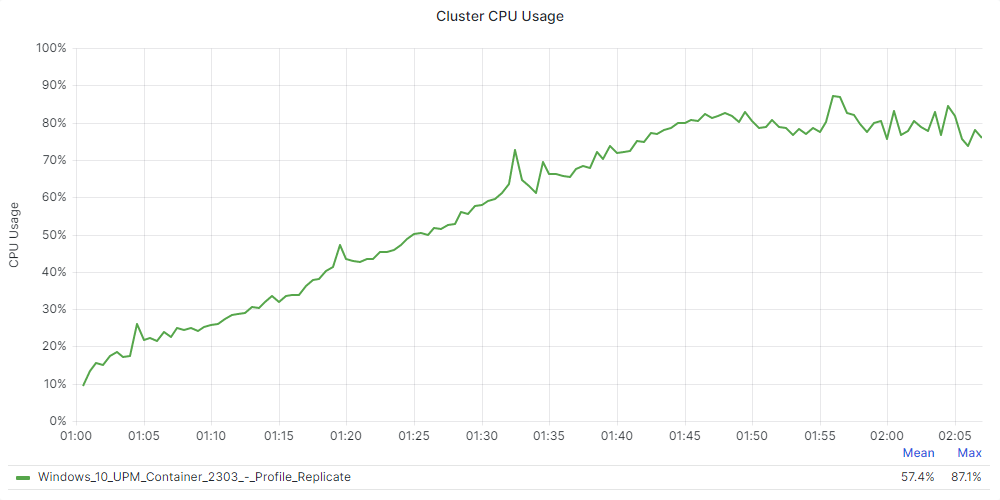 Cluster CPU Usage
100%
90%
80%
70%
60%
50%
40%
30%
20%
10%
0%
CPU Usage
01:00 01:05 01:10 01:15 01:20 01:25 01:30 01:35 01:40 01:45 01:50 01:55 02:00 02:05
Mean Max
Windows_10_UPM_Container_2303_-_Profile_Replicate 57.4% 87.1%